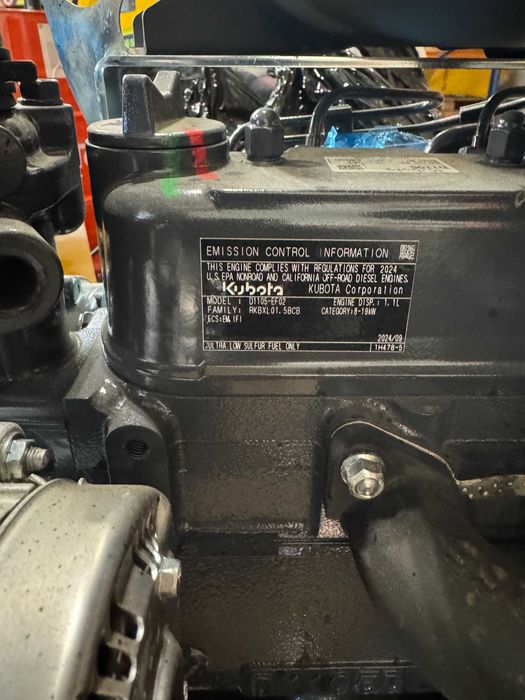 EMISSION CONTROL INFORMATION
THIS ENGINE COMPLIES WITH REGULATIONS FOR 2024
U.S. EPA NONROAD AND CALIFORNIA OFF-ROAD DIESEL ENGINES.
Kubota KUBOTA Corporation
MODEL : D1105-EF02 ENGINE DISP.: 1.1L
FAMILY: RKBXL01.5BCB CATEGORY: 8-19kW
ECS: EM, IFI
2024/09
ULTRA LOW SULFUR FUEL ONLY 1H478-5